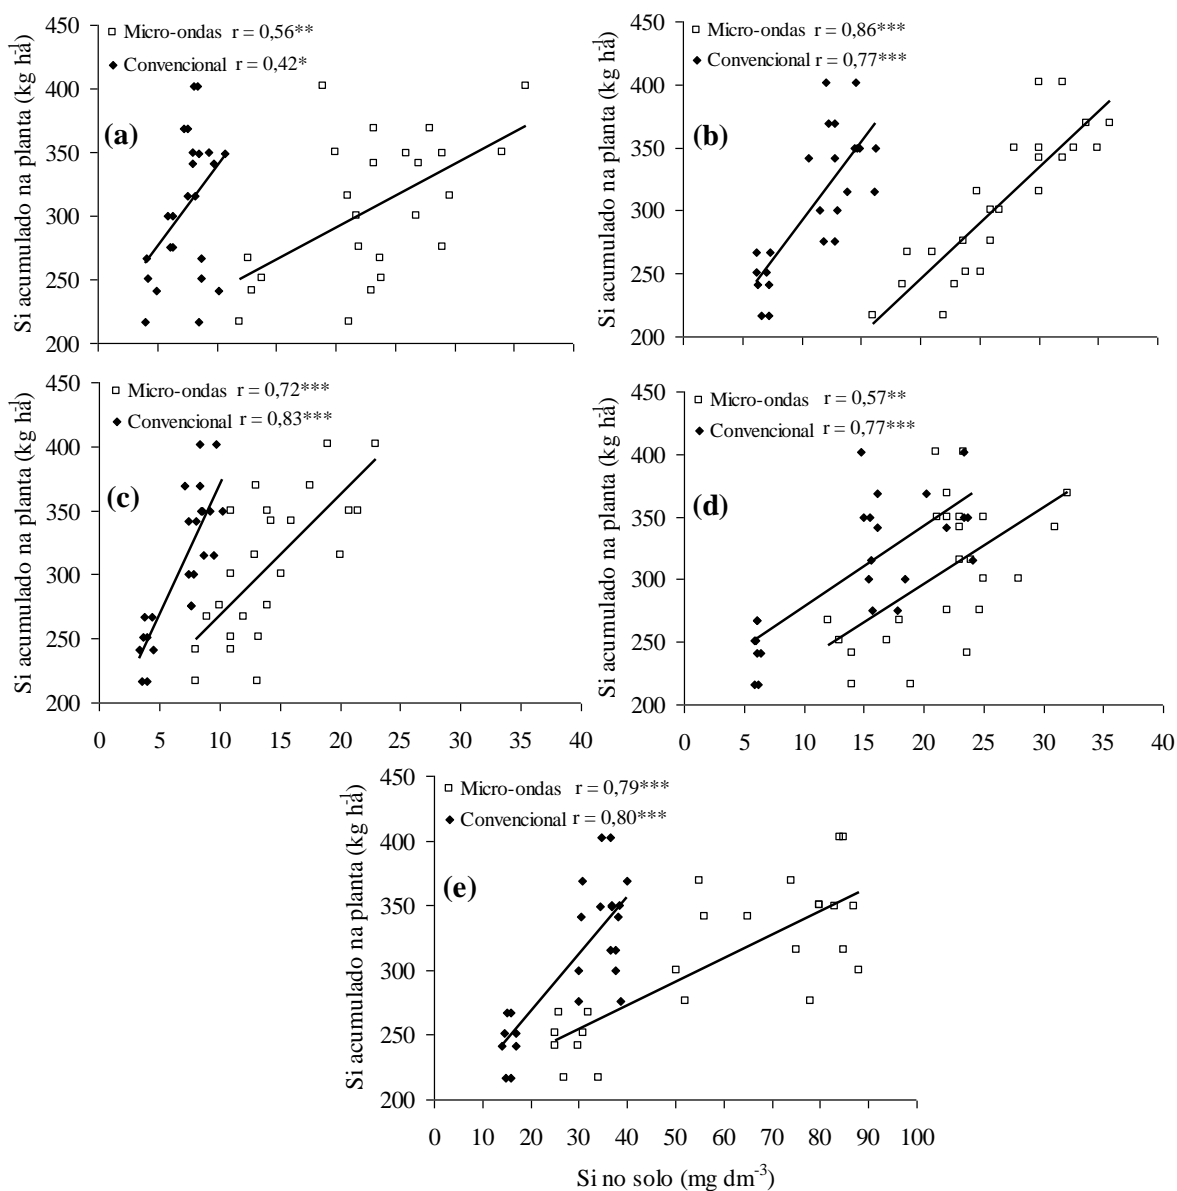 Micro-ondas r = 0,56**
Convencional r = 0,42*
(a)
Si acumulado na planta (kg ha-1)
450
400
350
300
250
200
Micro-ondas r = 0,86***
Convencional r = 0,77***
(b)
Si acumulado na planta (kg ha-1)
450
400
350
300
250
200
Micro-ondas r = 0,72***
Convencional r = 0,83***
(c)
Si acumulado na planta (kg ha-1)
450
400
350
300
250
200
0 5 10 15 20 25 30 35 40
Micro-ondas r = 0,57**
Convencional r = 0,77***
(d)
Si acumulado na planta (kg ha-1)
450
400
350
300
250
200
0 5 10 15 20 25 30 35 40
Micro-ondas r = 0,79***
Convencional r = 0,80***
(e)
Si acumulado na planta (kg ha-1)
450
400
350
300
250
200
0 10 20 30 40 50 60 70 80 90 100
Si no solo (mg dm-3)